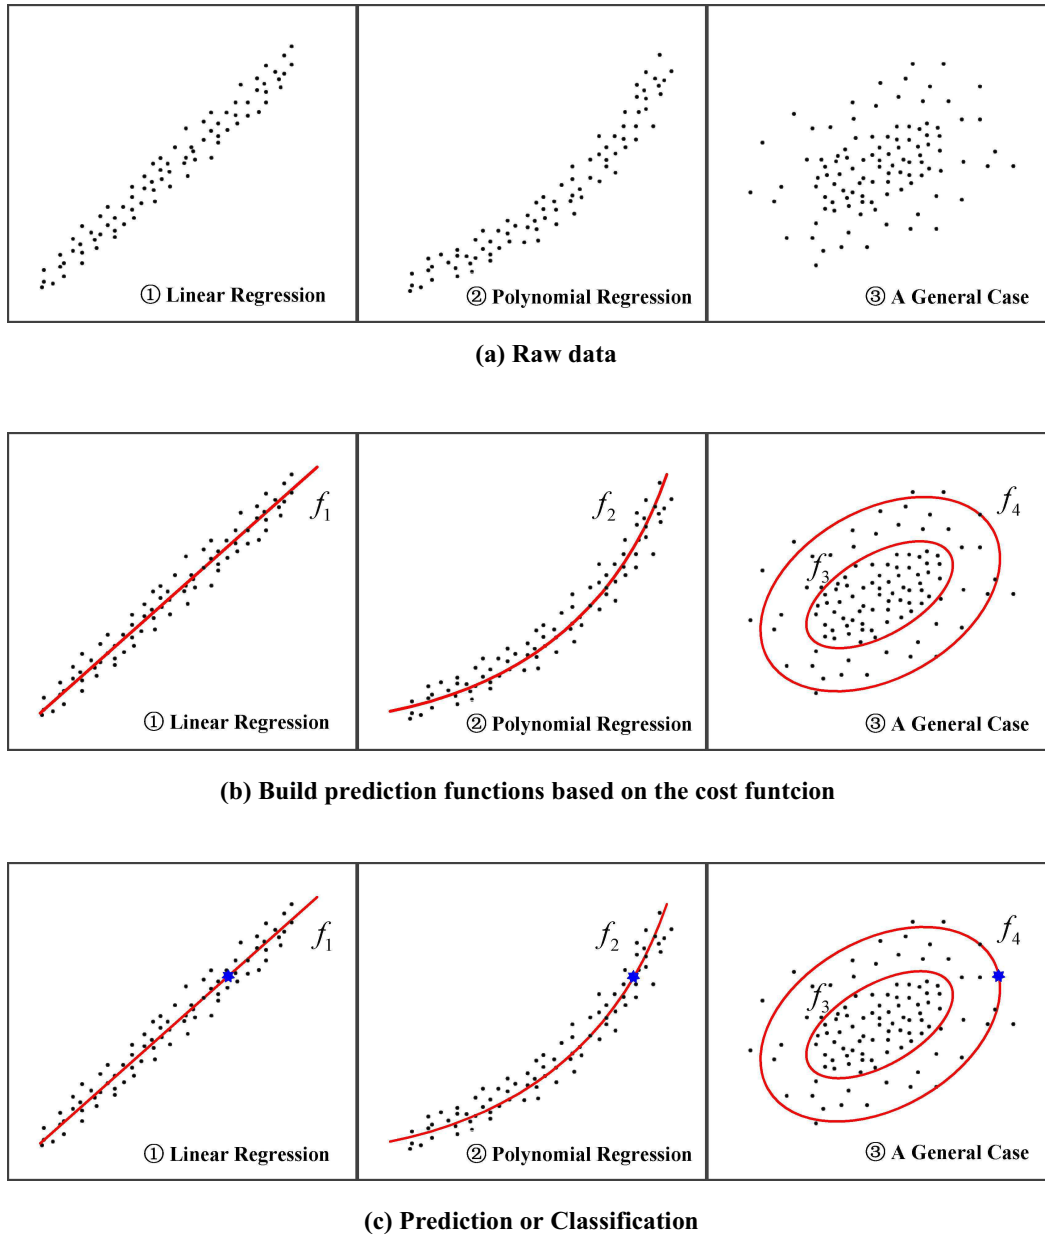 ① Linear Regression
② Polynomial Regression
③ A General Case
(a) Raw data
f₁
f₂
f₃
f₄
① Linear Regression
② Polynomial Regression
③ A General Case
(b) Build prediction functions based on the cost funtcion
f₁
f₂
f₃
f₄
① Linear Regression
② Polynomial Regression
③ A General Case
(c) Prediction or Classification